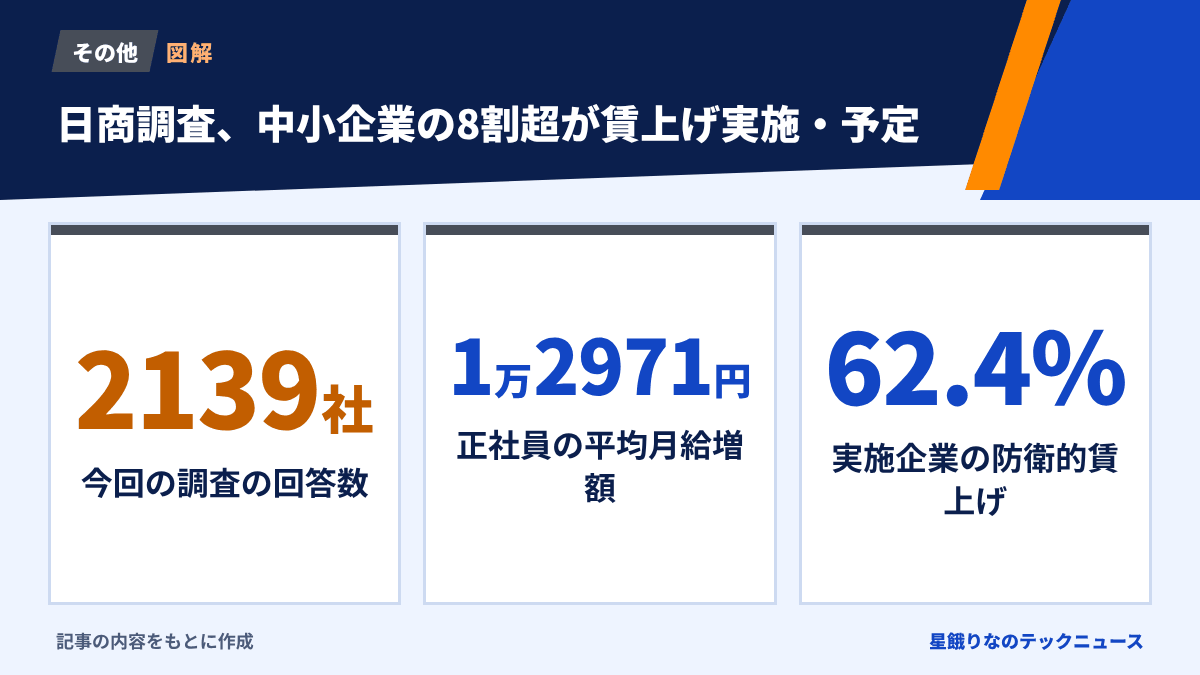 その他 図解
日商調査、中小企業の8割超が賃上げ実施・予定
2139社
今回の調査の回答数
1万2971円
正社員の平均月給増
額
62.4%
実施企業の防衛的賃
上げ
記事の内容をもとに作成
星餓りなのテックニュース